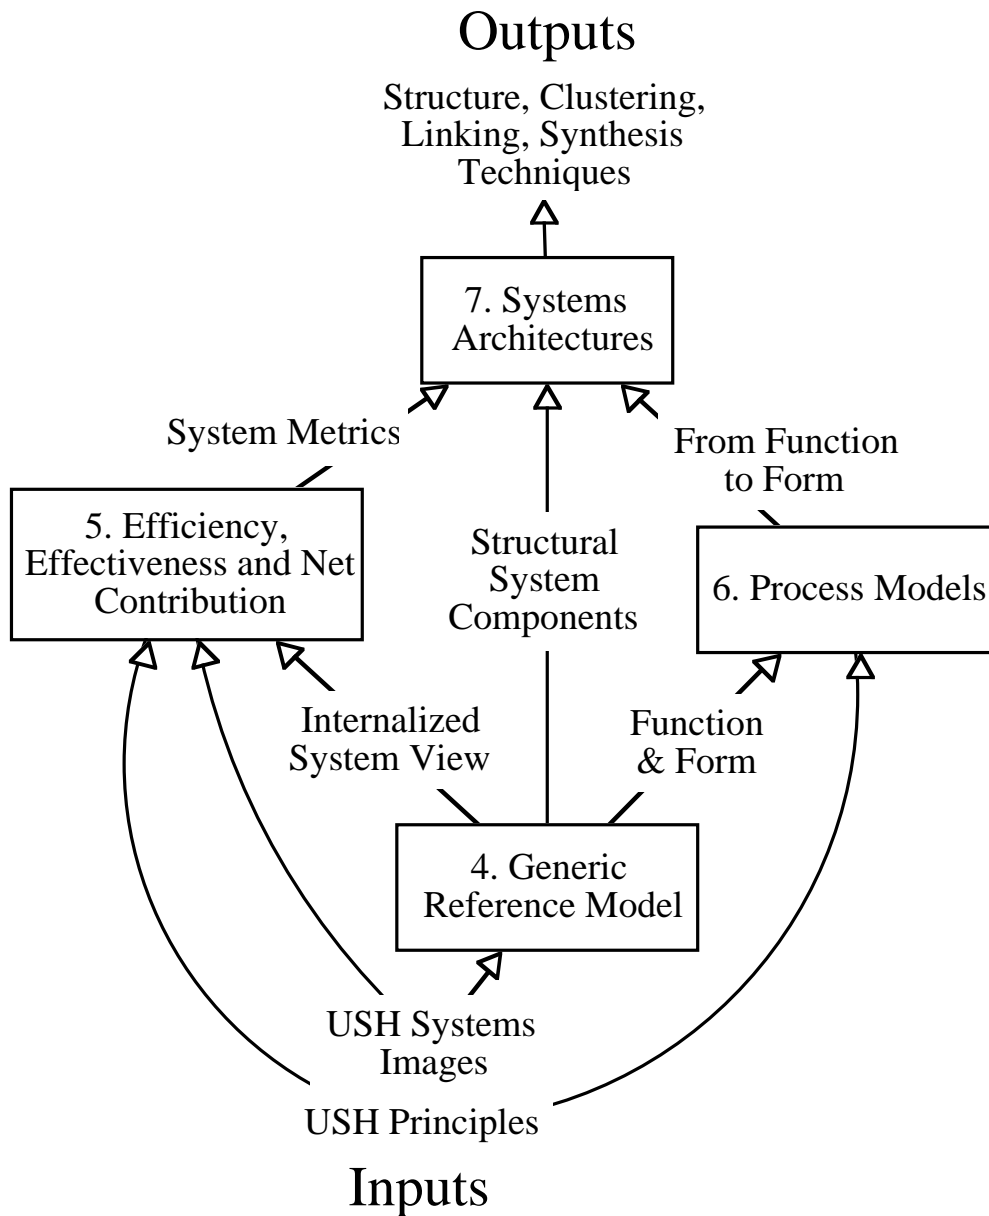 Outputs
Structure, Clustering,
Linking, Synthesis
Techniques
7. Systems
Architectures
System Metrics
From Function
to Form
5. Efficiency,
Effectiveness and Net
Contribution
Structural
System
Components
6. Process Models
Internalized
System View
Function
& Form
4. Generic
Reference Model
USH Systems
Images
USH Principles
Inputs